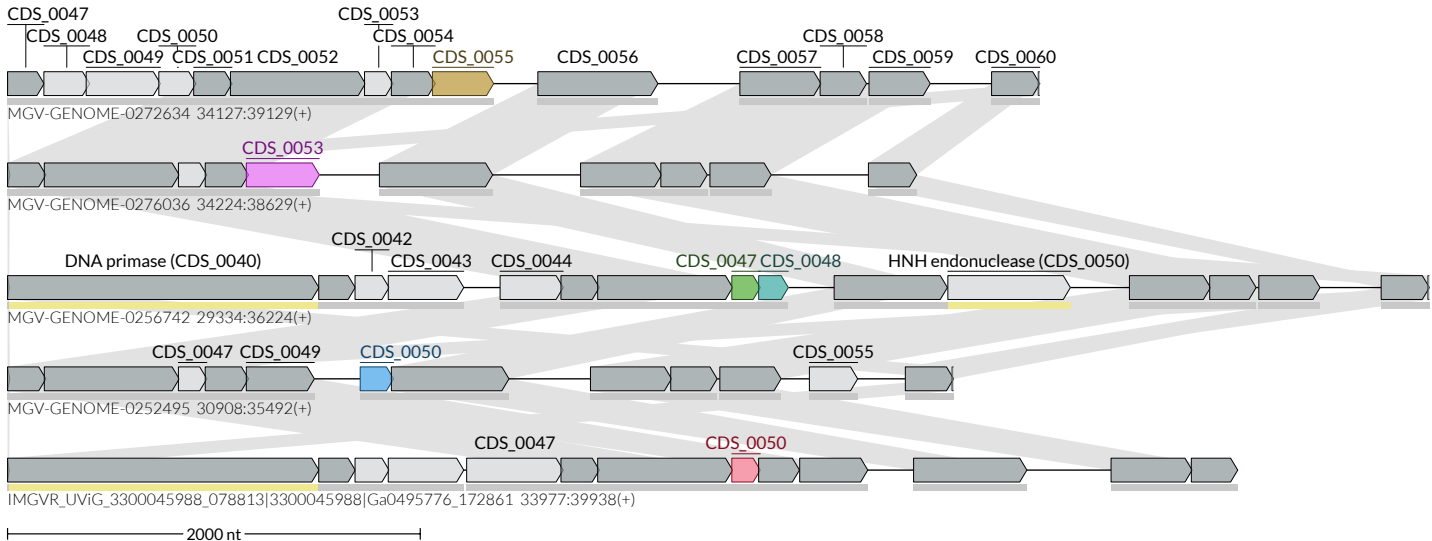 CDS_0047
CDS_0048
CDS_0049
CDS_0050
CDS_0051
CDS_0052
CDS_0053
CDS_0054
CDS_0055
CDS_0056
CDS_0057
CDS_0058
CDS_0059
CDS_0060
MGV-GENOME-0272634 34127:39129(+)
CDS_0053
MGV-GENOME-0276036 34224:38629(+)
DNA primase (CDS_0040)
CDS_0042
CDS_0043
CDS_0044
CDS_0047
CDS_0048
HNH endonuclease (CDS_0050)
MGV-GENOME-0256742 29334:36224(+)
CDS_0047
CDS_0049
CDS_0050
CDS_0055
MGV-GENOME-0252495 30908:35492(+)
CDS_0047
CDS_0050
IMGVR_UViG_3300045988_078813|3300045988|Ga0495776_172861 33977:39938(+)
2000 nt